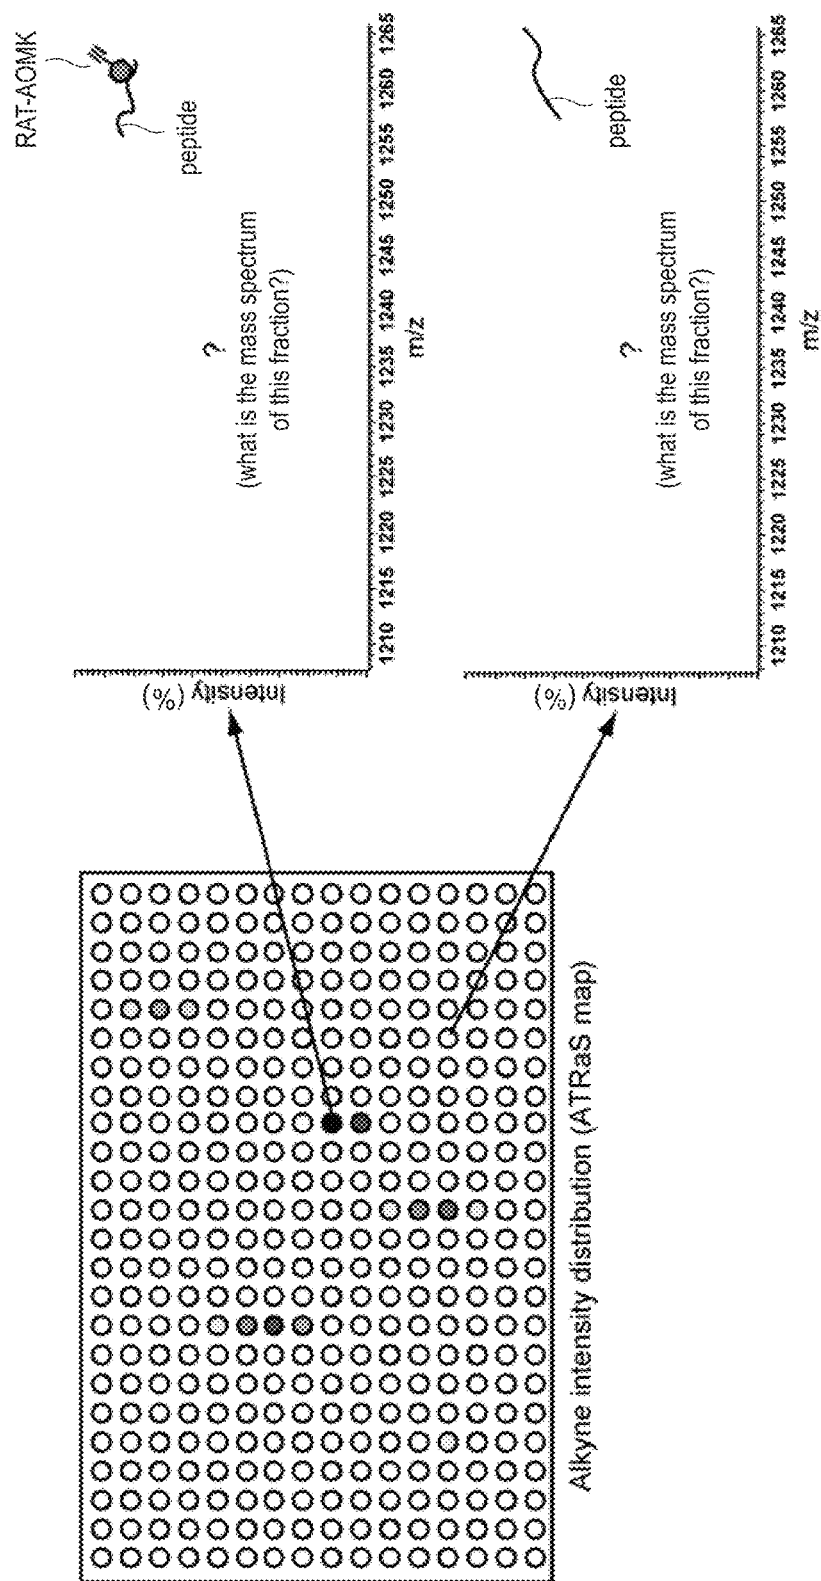 Alkyne intensity distribution (ATRaS map)
Intensity (%)
RAT-AOMK
peptide
?
(what is the mass spectrum
of this fraction?)
1210 1215 1220 1225 1230 1235 1240 1245 1250 1255 1260 1265
m/z
Intensity (%)
peptide
?
(what is the mass spectrum
of this fraction?)
1210 1215 1220 1225 1230 1235 1240 1245 1250 1255 1260 1265
m/z